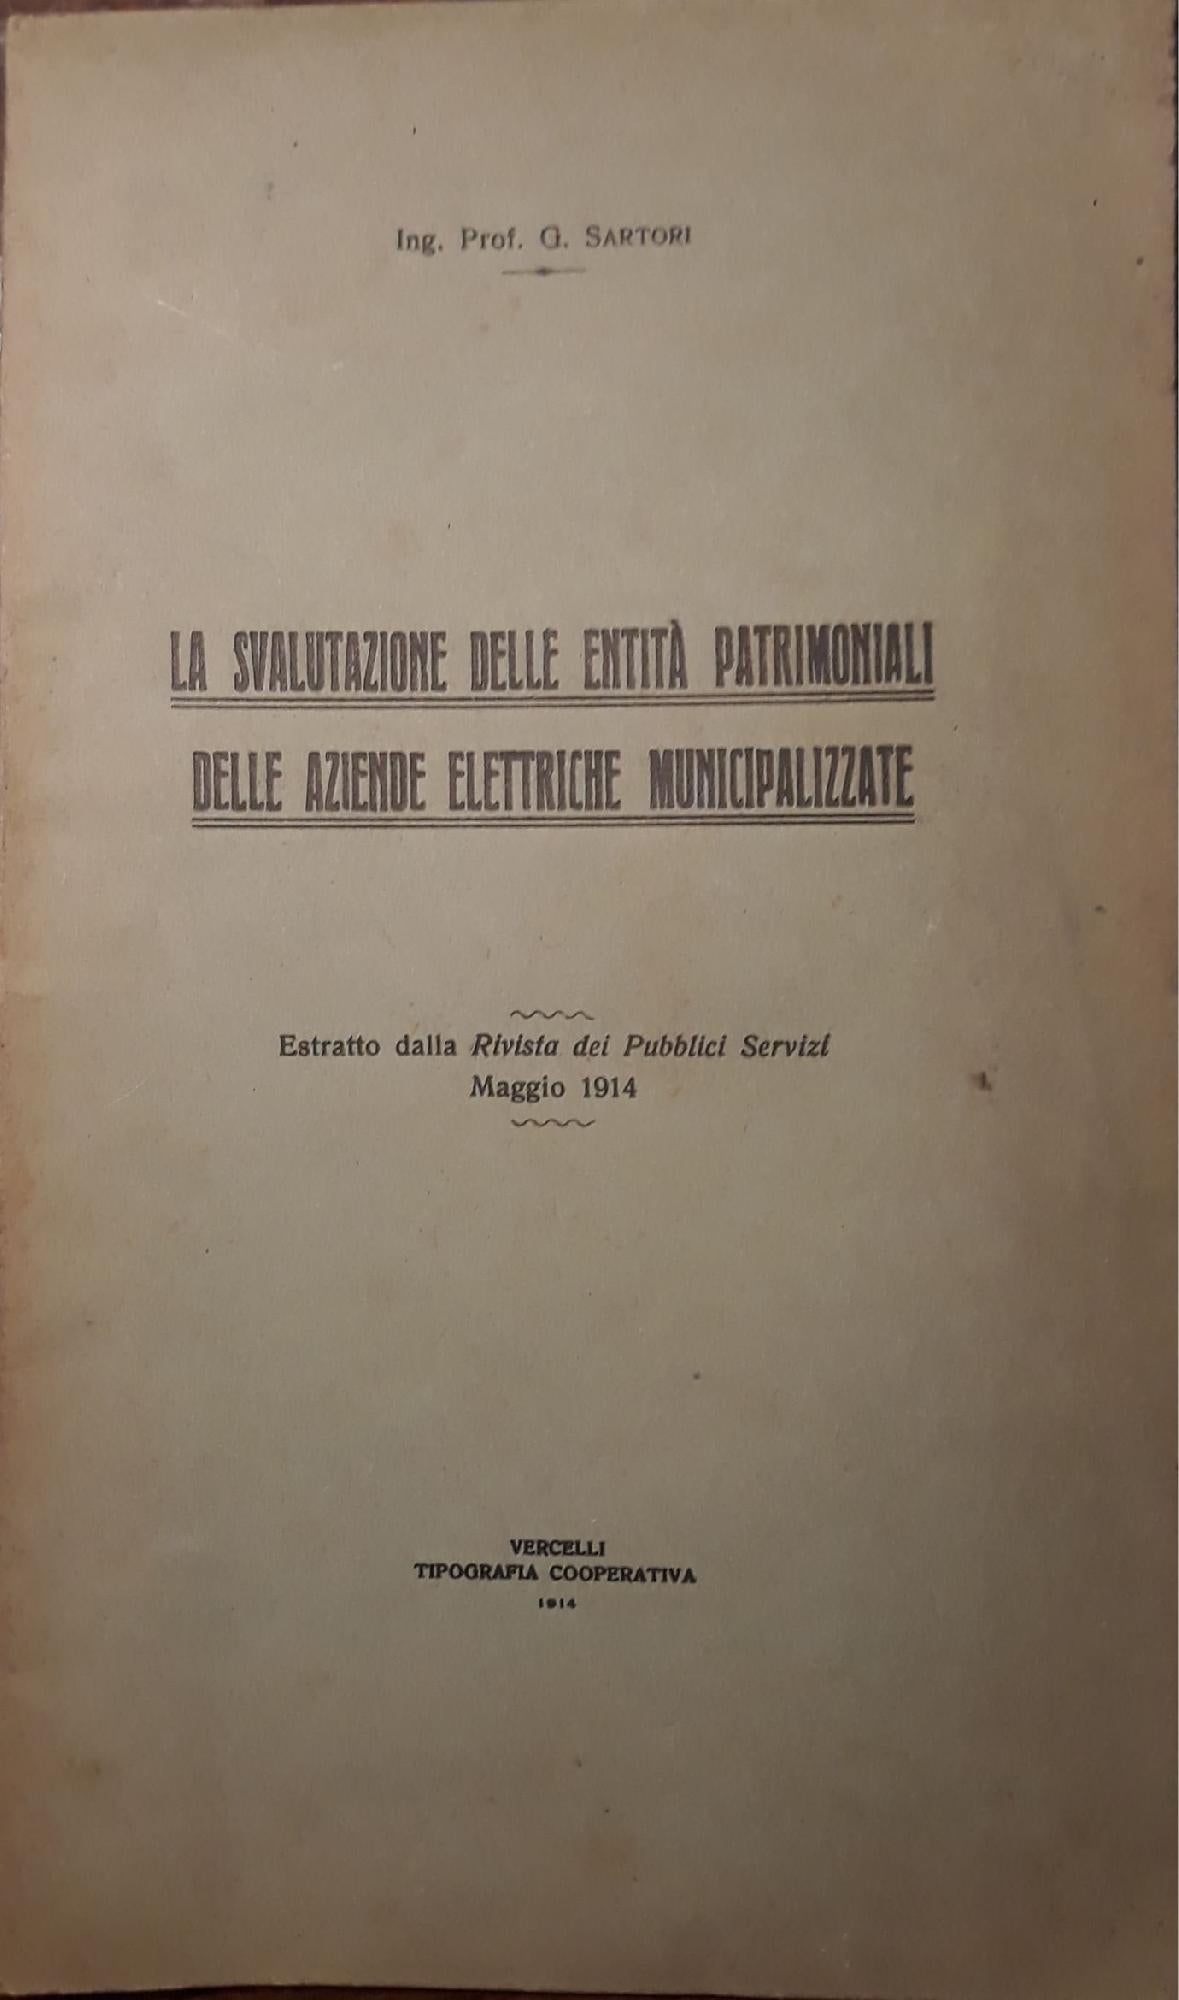 Ing. Prof. G. SARTORI
LA SVALUTAZIONE DELLE ENTITÀ PATRIMONIALI
DELLE AZIENDE ELETTRICHE MUNICIPALIZZATE
Estratto dalla Rivista dei Pubblici Servizi
Maggio 1914
VERCELLI
TIPOGRAFIA COOPERATIVA
1914